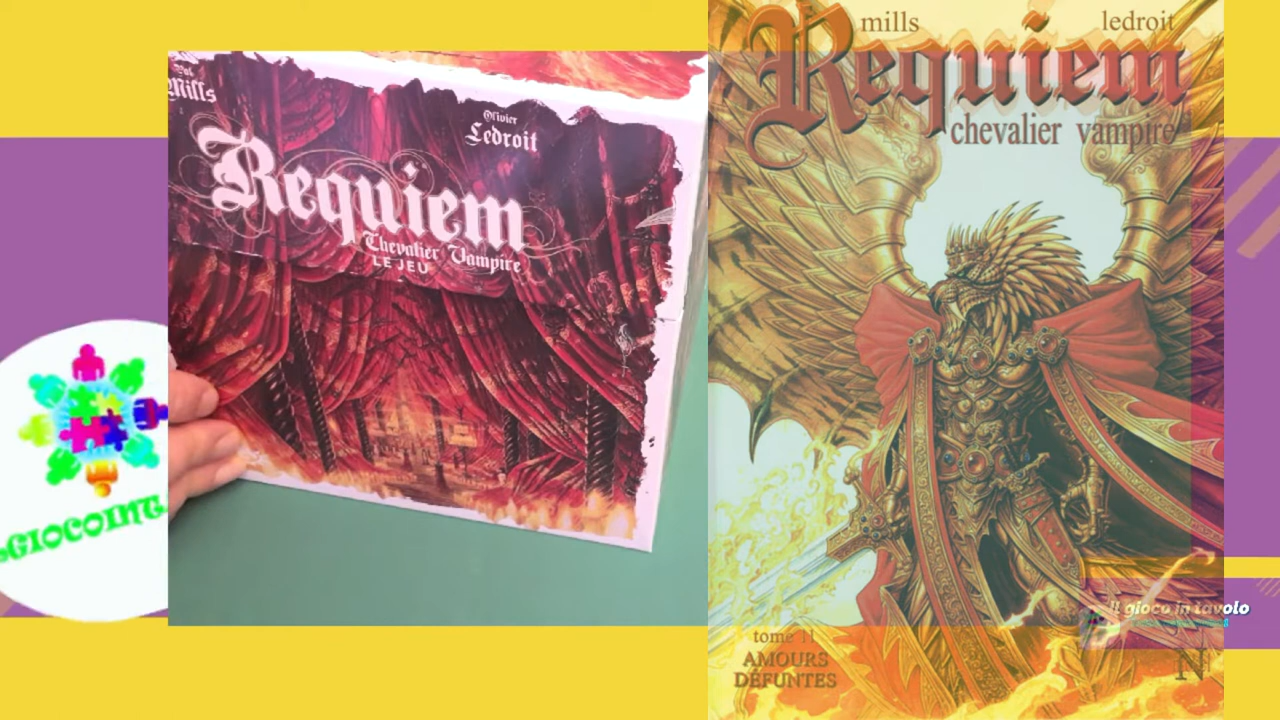 Pat
Mills
Olivier
Ledroit
Requiem
Chevalier Vampire
LE JEU
mills
ledroit
Requiem
chevalier vampire
tome 11
AMOURS
DÉFUNTES
N
GIOCOINT
Il gioco in tavolo